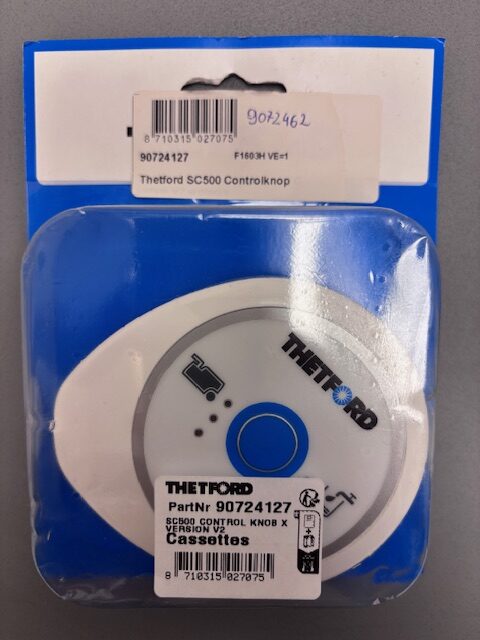 9072462
8 710315 027075
90724127 F1603H VE=1
Thetford SC500 Controlknop
THETFORD
THETFORD
PartNr 90724127
SC500 CONTROL KNOB X
VERSION V2
Cassettes
8 710315 027075